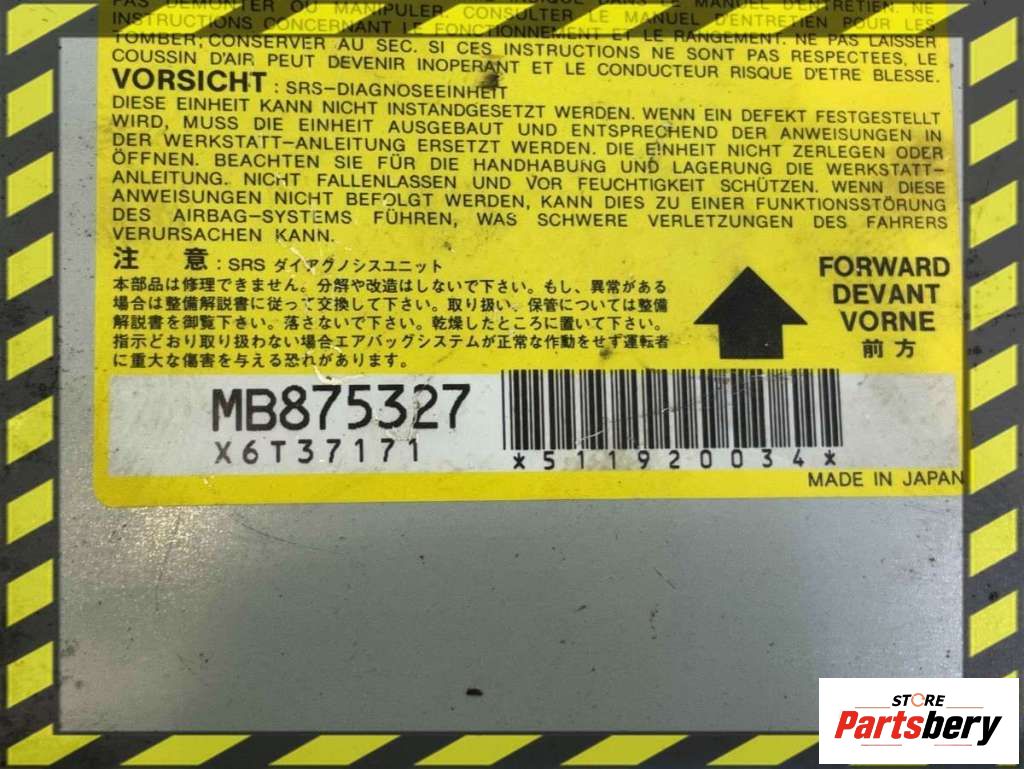 PAS DEMONTER OU MANIPULER. CONSULTER LE MANUEL D'ENTRETIEN POUR LES
INSTRUCTIONS CONCERNANT LE FONCTIONNEMENT ET LE RANGEMENT. NE PAS LAISSER
TOMBER, CONSERVER AU SEC. SI CES INSTRUCTIONS NE SONT PAS RESPECTEES, LE
COUSSIN D'AIR PEUT DEVENIR INOPERANT ET LE CONDUCTEUR RISQUE D'ETRE BLESSE.
VORSICHT : SRS-DIAGNOSEEINHEIT
DIESE EINHEIT KANN NICHT INSTANDGESETZT WERDEN. WENN EIN DEFEKT FESTGESTELLT
WIRD, MUSS DIE EINHEIT AUSGEBAUT UND ENTSPRECHEND DER ANWEISUNGEN IN
DER WERKSTATT-ANLEITUNG ERSETZT WERDEN. DIE EINHEIT NICHT ZERLEGEN ODER
ÖFFNEN. BEACHTEN SIE FÜR DIE HANDHABUNG UND LAGERUNG DIE WERKSTATT-
ANLEITUNG. NICHT FALLENLASSEN UND VOR FEUCHTIGKEIT SCHÜTZEN. WENN DIESE
ANWEISUNGEN NICHT BEFOLGT WERDEN, KANN DIES ZU EINER FUNKTIONSSTÖRUNG
DES AIRBAG-SYSTEMS FÜHREN, WAS SCHWERE VERLETZUNGEN DES FAHRERS
VERURSACHEN KANN.
注 意 : SRS ダイアグノシスユニット
本部品は修理できません。分解や改造はしないで下さい。もし、異常がある
場合は整備解説書に従って交換して下さい。取り扱い、保管については整備
解説書を御覧下さい。落さないで下さい。乾燥したところに置いて下さい。
指示どおり取り扱わない場合エアバッグシステムが正常な作動をせず運転者
に重大な傷害を与える恐れがあります。
FORWARD
DEVANT
VORNE
前方
MB875327
X6T37171
*511920034*
MADE IN JAPAN
STORE
Partsbery